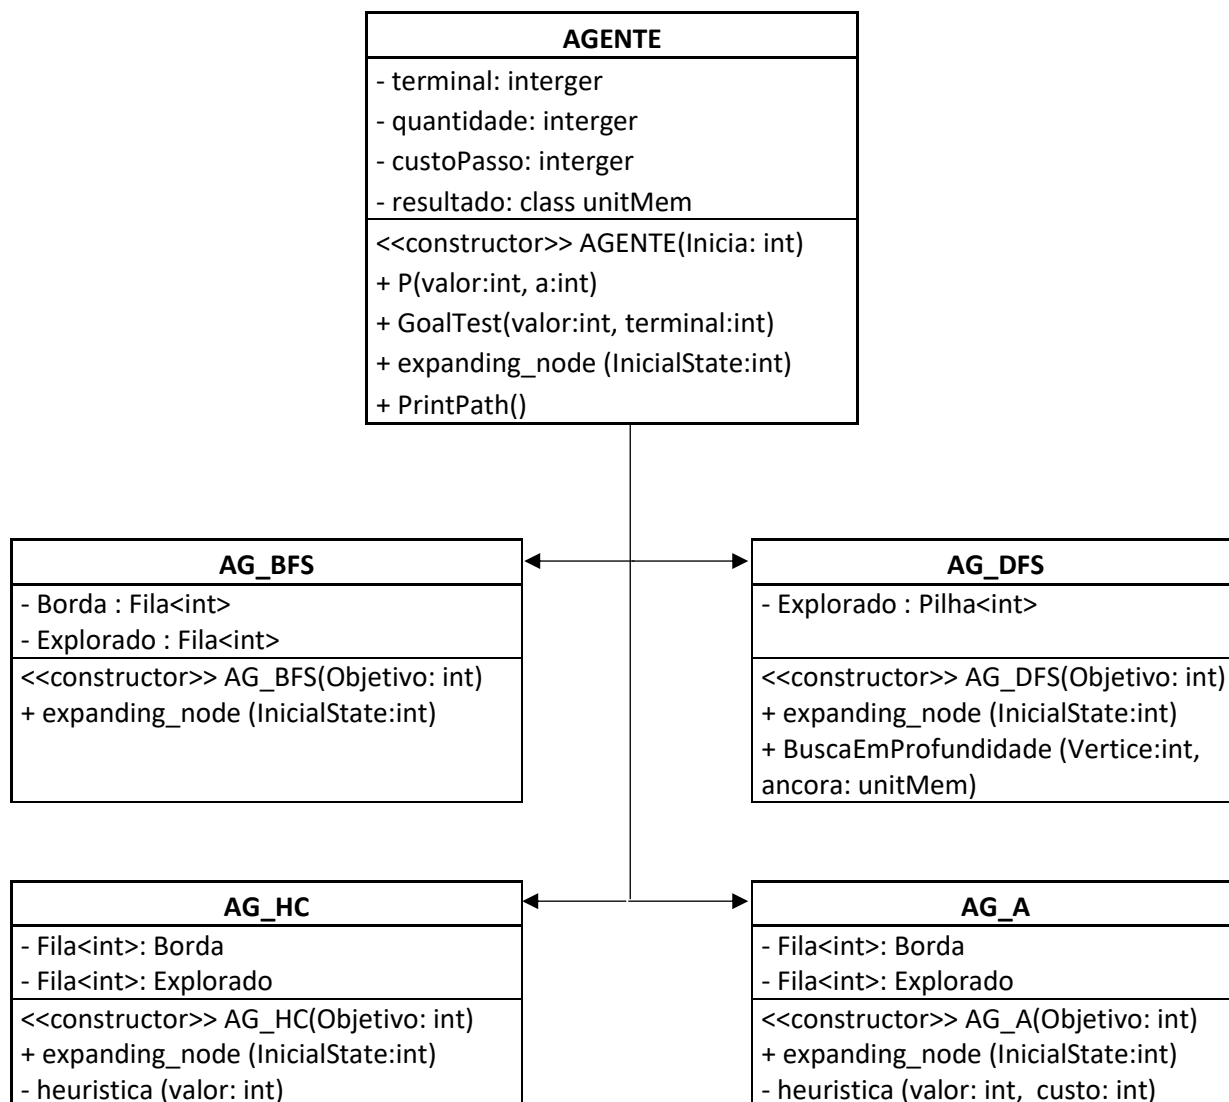 AGENTE
- terminal: interger
- quantidade: interger
- custoPasso: interger
- resultado: class unitMem
<<constructor>> AGENTE(Inicia: int)
+ P(valor:int, a:int)
+ GoalTest(valor:int, terminal:int)
+ expanding_node (InicialState:int)
+ PrintPath()
AG_BFS
- Borda : Fila<int>
- Explorado : Fila<int>
<<constructor>> AG_BFS(Objetivo: int)
+ expanding_node (InicialState:int)
AG_DFS
- Explorado : Pilha<int>
<<constructor>> AG_DFS(Objetivo: int)
+ expanding_node (InicialState:int)
+ BuscaEmProfundidade (Vertice:int,
ancora: unitMem)
AG_HC
- Fila<int>: Borda
- Fila<int>: Explorado
<<constructor>> AG_HC(Objetivo: int)
+ expanding_node (InicialState:int)
- heuristica (valor: int)
AG_A
- Fila<int>: Borda
- Fila<int>: Explorado
<<constructor>> AG_A(Objetivo: int)
+ expanding_node (InicialState:int)
- heuristica (valor: int, custo: int)